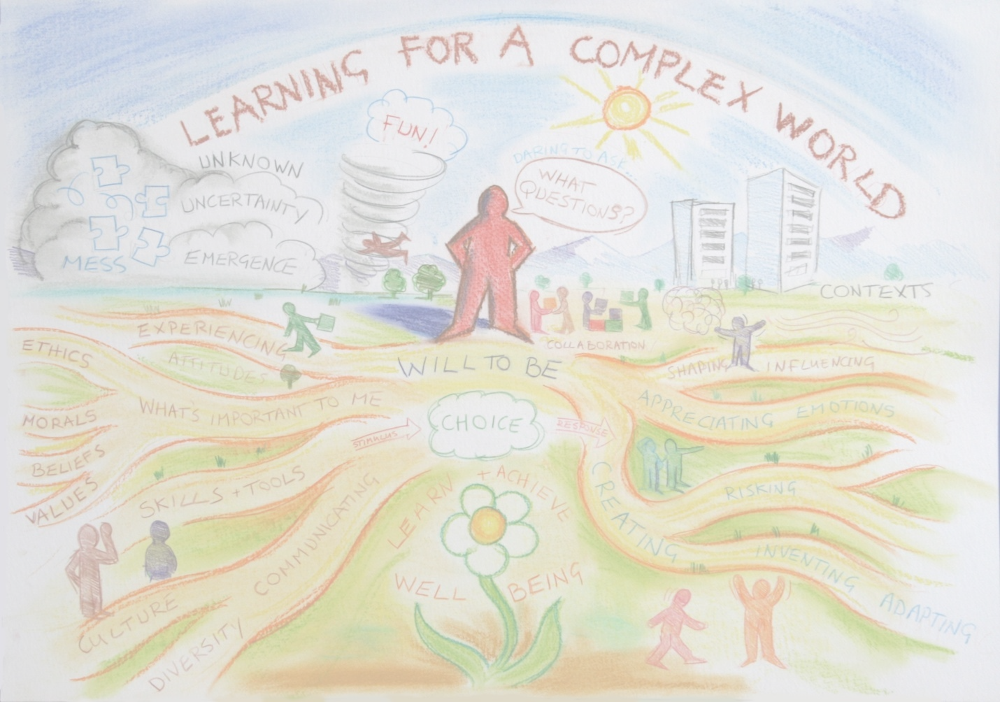 LEARNING FOR A COMPLEX WORLD
FUN!
DARING TO ASK...
WHAT
QUESTIONS?
UNKNOWN
UNCERTAINTY
EMERGENCE
MESS
CONTEXTS
COLLABORATION
EXPERIENCING
ATTITUDES
ETHICS
WHAT'S IMPORTANT TO ME
MORALS
BELIEFS
VALUES
SKILLS + TOOLS
COMMUNICATING
CULTURE
DIVERSITY
WILL TO BE
STIMULUS
CHOICE
RESPONSE
LEARN + ACHIEVE
WELL BEING
SHAPING INFLUENCING
APPRECIATING EMOTIONS
RISKING
CREATING
INVENTING
ADAPTING